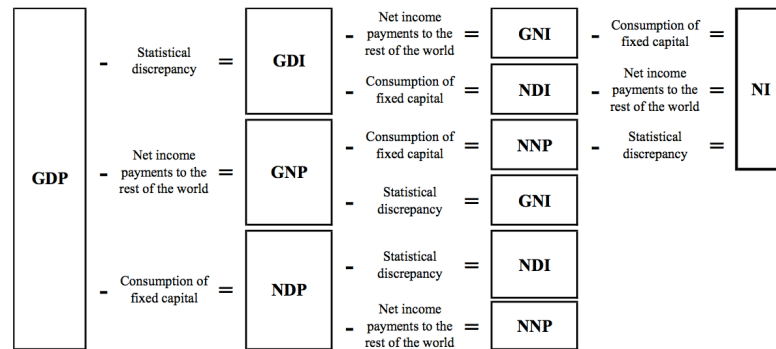 Net income
payments to the
rest of the world
Consumption of
fixed capital
Statistical
discrepancy
- = GDI - = GNI - =
Consumption of
fixed capital
- = NDI -
Net income
payments to the
rest of the world
= NI
GDP
- Net income
payments to the
rest of the world
= GNP
- Consumption of
fixed capital
= NNP
- Statistical
discrepancy
=
- Statistical
discrepancy
= GNI
- Consumption of
fixed capital
= NDP
- Statistical
discrepancy
= NDI
- Net income
payments to the
rest of the world
= NNP